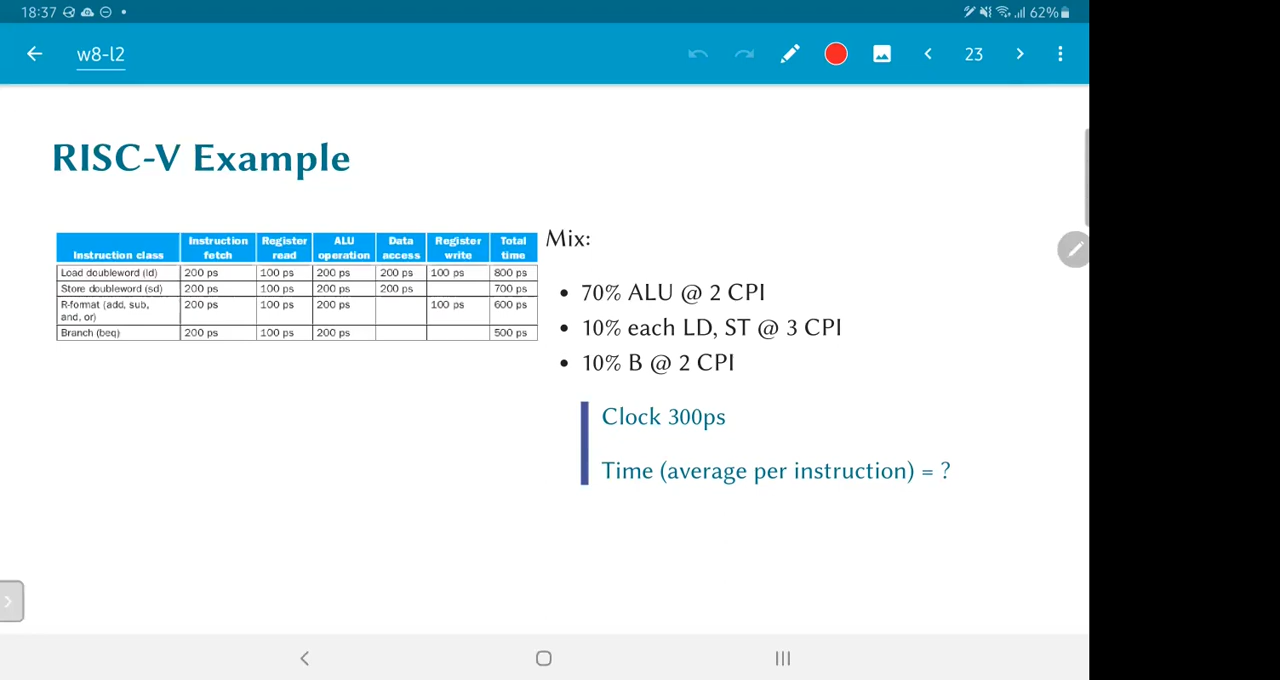 18:37
62%
w8-l2
23
RISC-V Example
Instruction class Instruction fetch Register read ALU operation Data access Register write Total time
Load doubleword (ld) 200 ps 100 ps 200 ps 200 ps 100 ps 800 ps
Store doubleword (sd) 200 ps 100 ps 200 ps 200 ps 700 ps
R-format (add, sub, and, or) 200 ps 100 ps 200 ps 100 ps 600 ps
Branch (beq) 200 ps 100 ps 200 ps 500 ps
Mix:
• 70% ALU @ 2 CPI
• 10% each LD, ST @ 3 CPI
• 10% B @ 2 CPI
Clock 300ps
Time (average per instruction) = ?